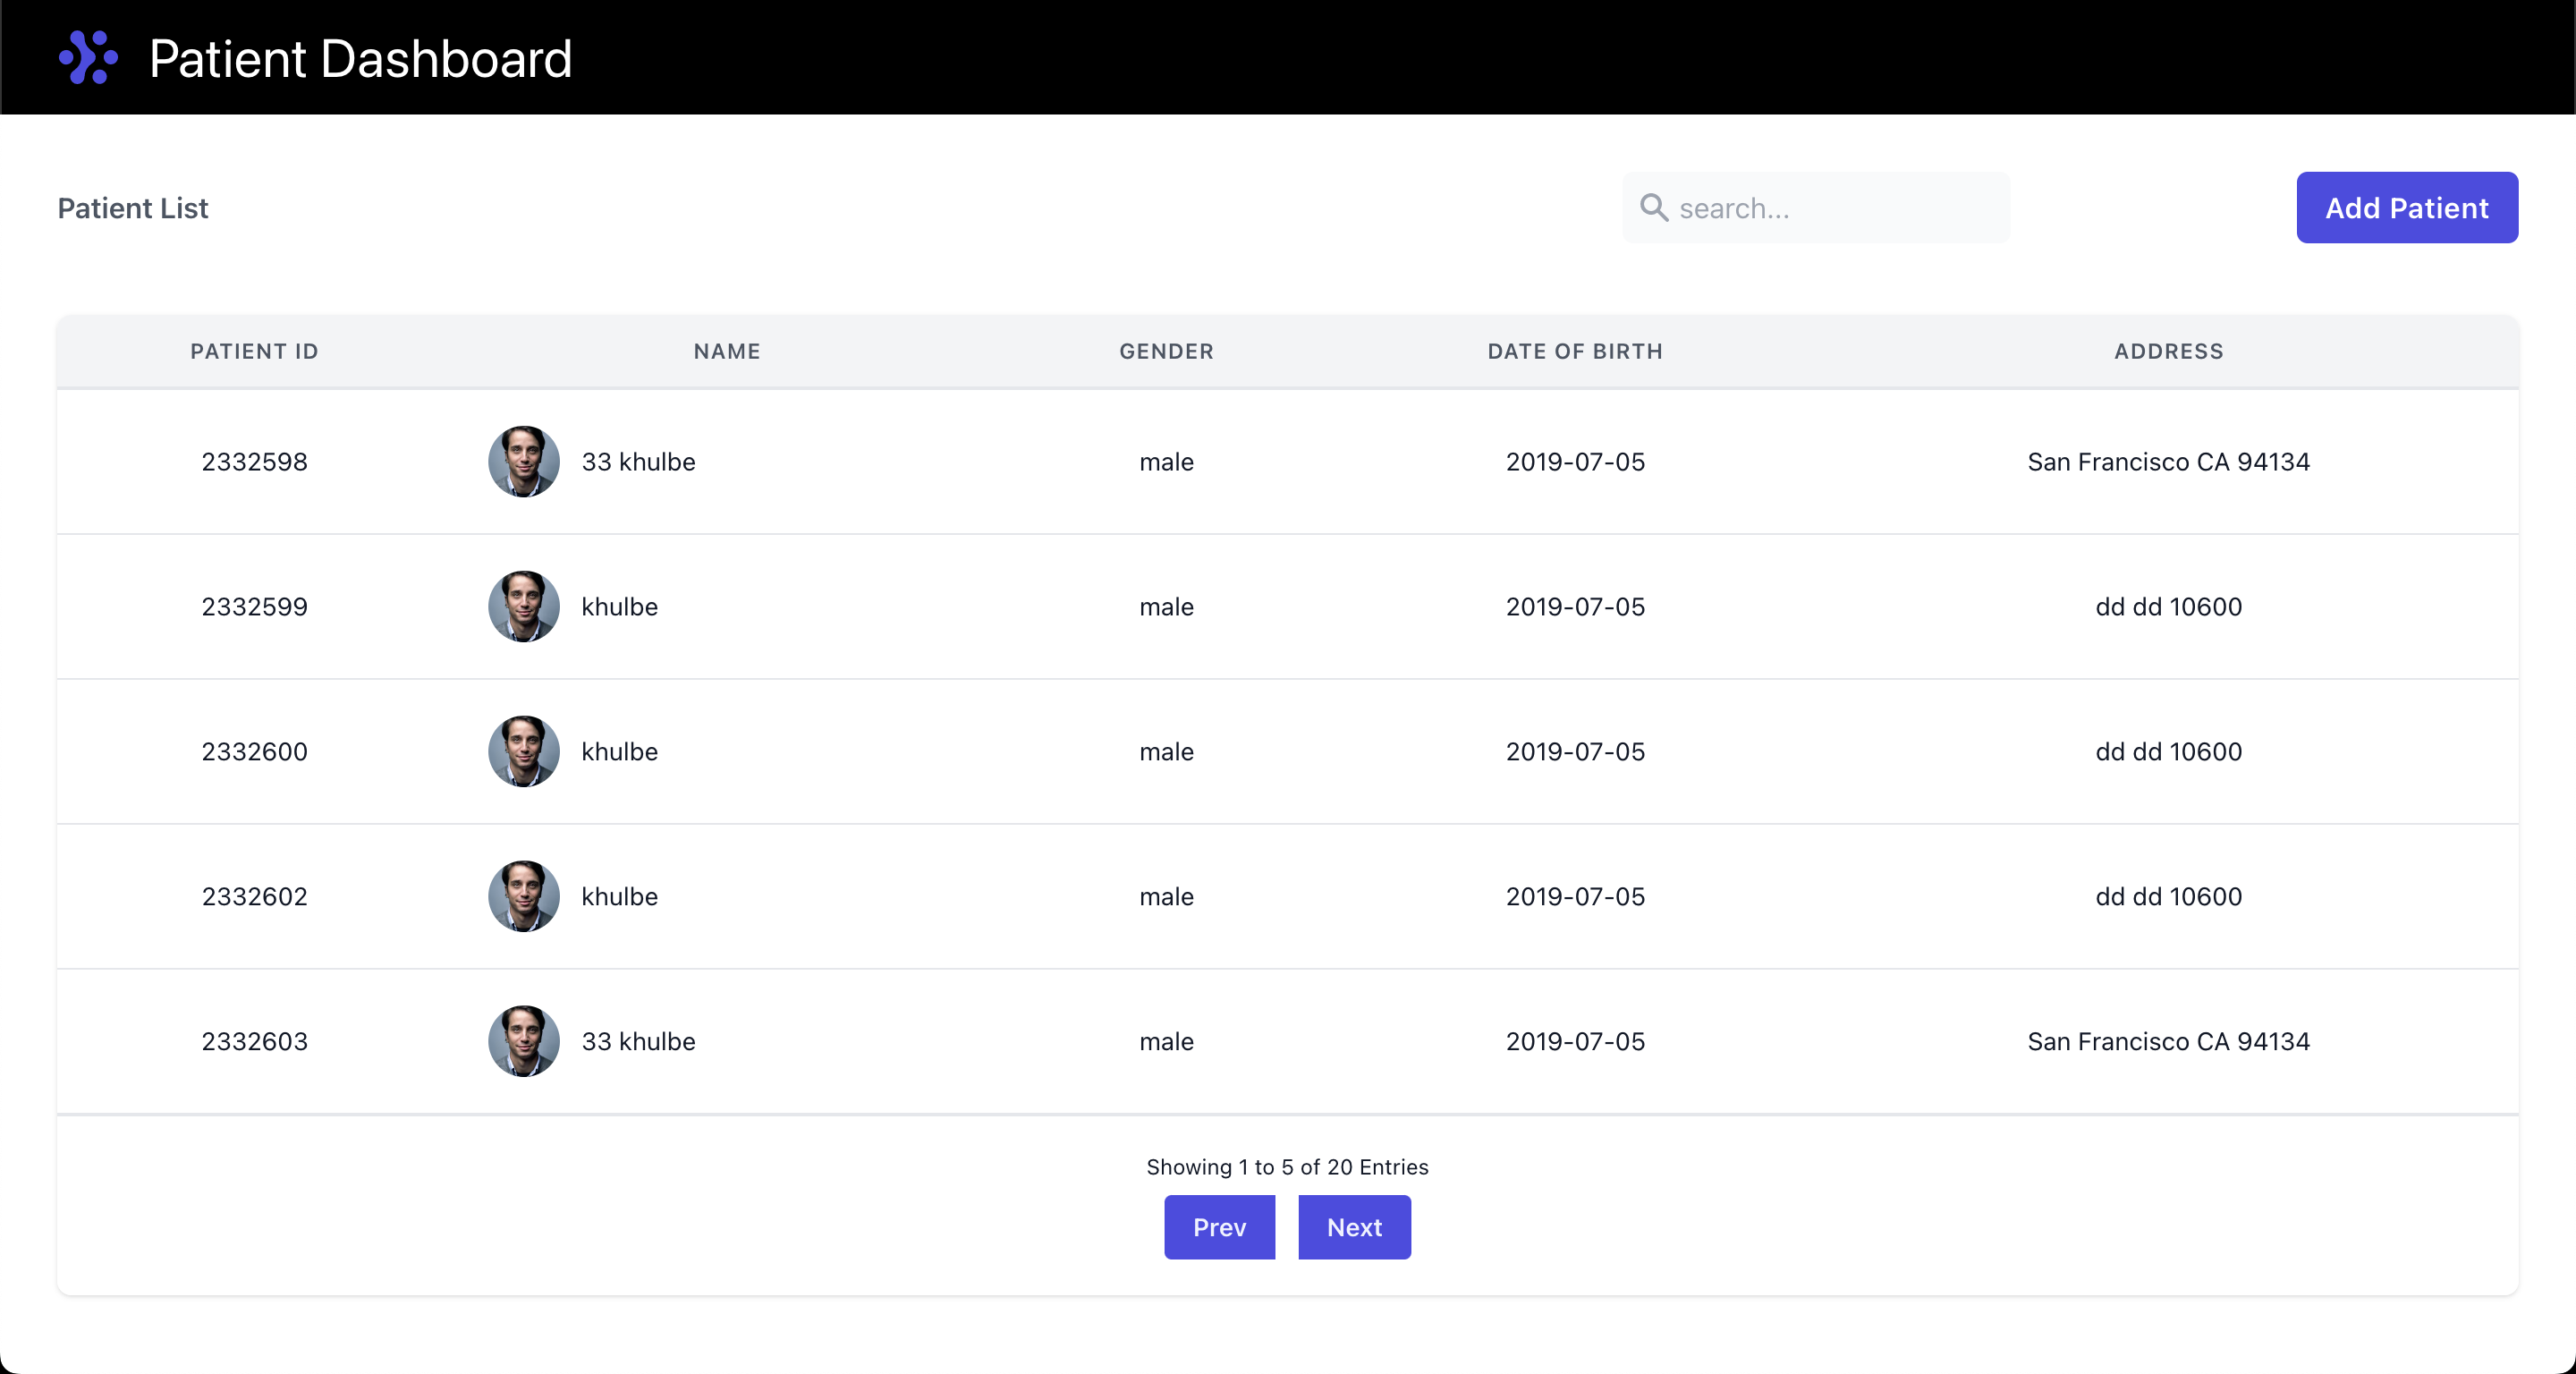 Patient Dashboard
Patient List
search...
Add Patient
PATIENT ID NAME GENDER DATE OF BIRTH ADDRESS
2332598 33 khulbe male 2019-07-05 San Francisco CA 94134
2332599 khulbe male 2019-07-05 dd dd 10600
2332600 khulbe male 2019-07-05 dd dd 10600
2332602 khulbe male 2019-07-05 dd dd 10600
2332603 33 khulbe male 2019-07-05 San Francisco CA 94134
Showing 1 to 5 of 20 Entries
Prev Next